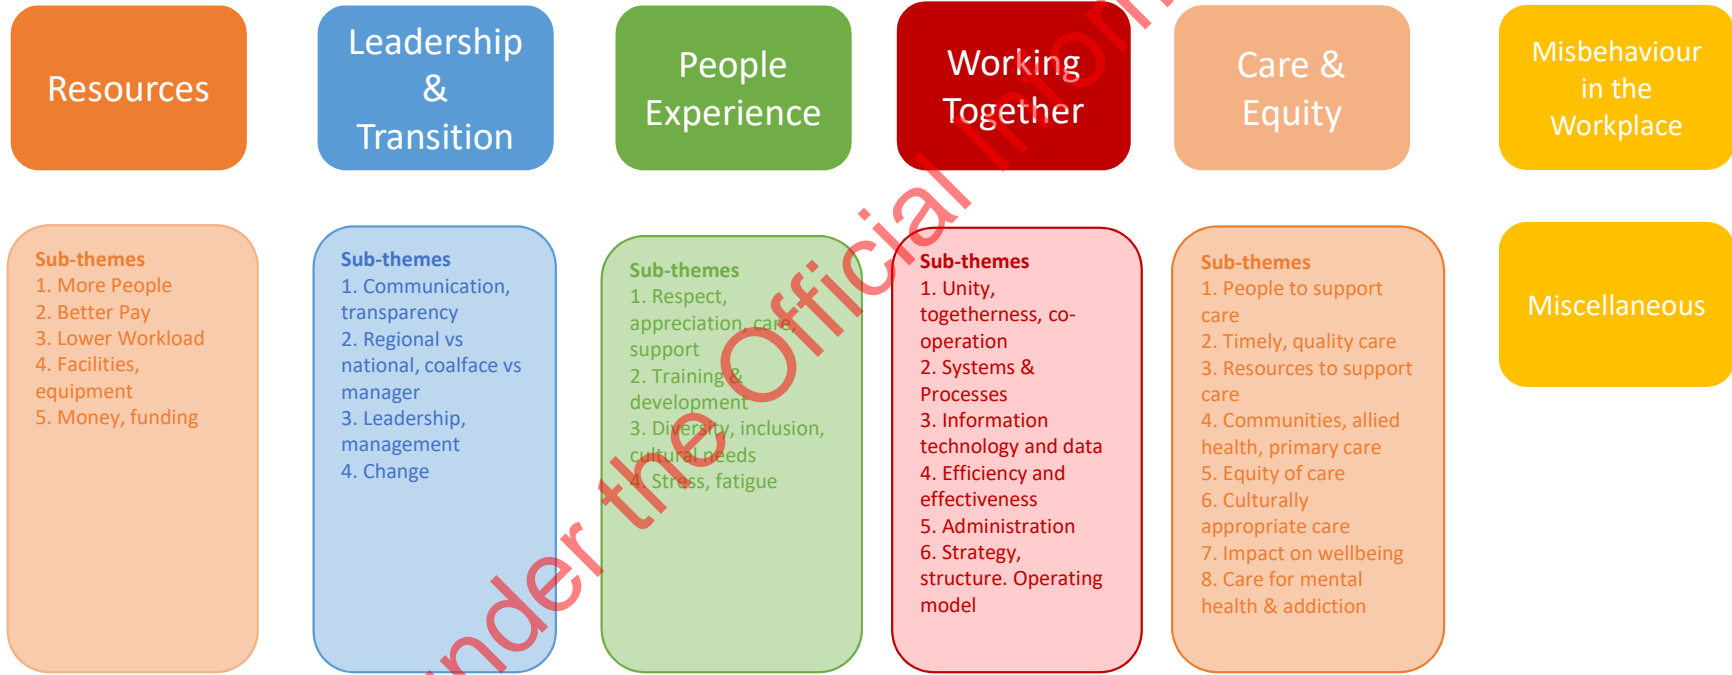 Resources
Leadership
&
Transition
People
Experience
Working
Together
Care &
Equity
Misbehaviour
in the
Workplace
Sub-themes
1. More People
2. Better Pay
3. Lower Workload
4. Facilities,
equipment
5. Money, funding
Sub-themes
1. Communication,
transparency
2. Regional vs
national, coalface vs
manager
3. Leadership,
management
4. Change
Sub-themes
1. Respect,
appreciation, care,
support
2. Training &
development
3. Diversity, inclusion,
cultural needs
4. Stress, fatigue
Sub-themes
1. Unity,
togetherness, co-
operation
2. Systems &
Processes
3. Information
technology and data
4. Efficiency and
effectiveness
5. Administration
6. Strategy,
structure. Operating
model
Sub-themes
1. People to support
care
2. Timely, quality care
3. Resources to support
care
4. Communities, allied
health, primary care
5. Equity of care
6. Culturally
appropriate care
7. Impact on wellbeing
8. Care for mental
health & addiction
Miscellaneous
under the Official Inform